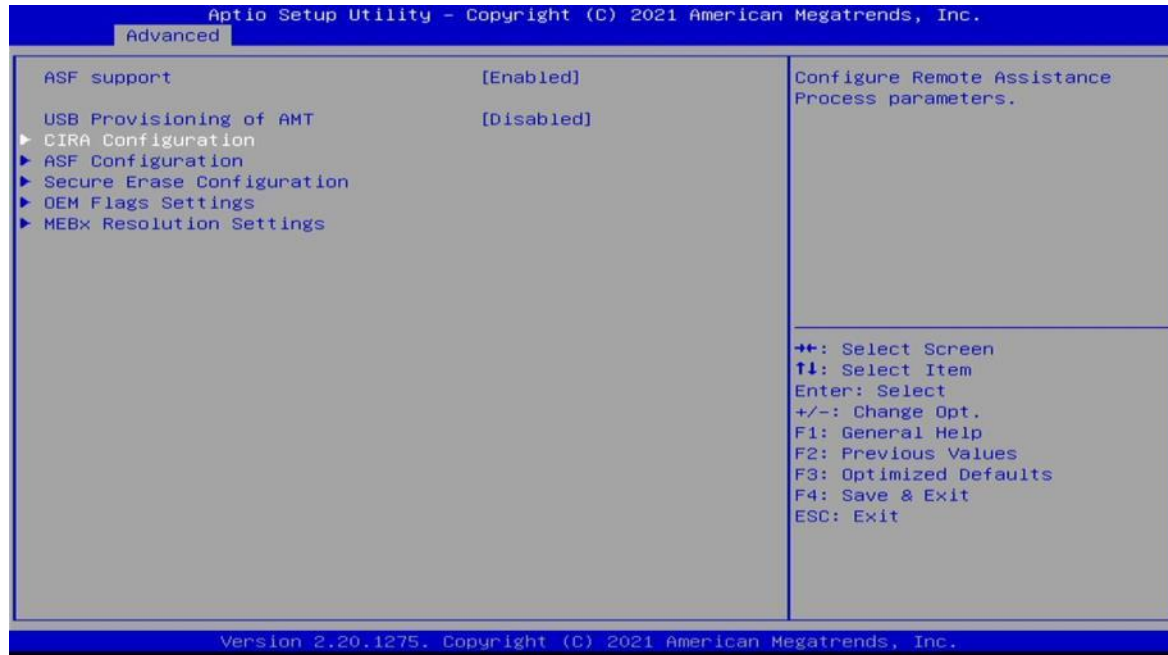 Aptio Setup Utility – Copyright (C) 2021 American Megatrends, Inc.
Advanced
ASF support [Enabled]
USB Provisioning of AMT [Disabled]
► CIRA Configuration
► ASF Configuration
► Secure Erase Configuration
► OEM Flags Settings
► MEBx Resolution Settings
Configure Remote Assistance
Process parameters.
→←: Select Screen
↑↓: Select Item
Enter: Select
+/-: Change Opt.
F1: General Help
F2: Previous Values
F3: Optimized Defaults
F4: Save & Exit
ESC: Exit
Version 2.20.1275. Copyright (C) 2021 American Megatrends, Inc.